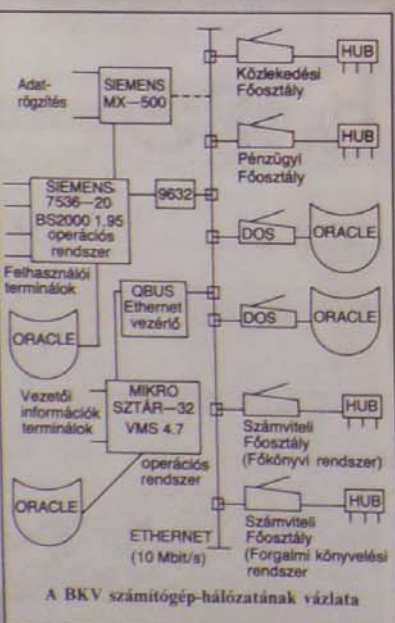 Adat-
rögzítés
SIEMENS
MX—500
SIEMENS
7536—20
BS2000 1.95
operációs
rendszer
9632
Felhasználói
terminálok
ORACLE
QBUS
Ethernet
vezérlő
Vezetői
információk
terminálok
MIKRO
SZTÁR—32
VMS 4.7
operációs
rendszer
ORACLE
ETHERNET
(10 Mbit/s)
HUB
Közlekedési
Főosztály
HUB
Pénzügyi
Főosztály
DOS
ORACLE
DOS
ORACLE
HUB
Számviteli
Főosztály
(Főkönyvi rendszer)
HUB
Számviteli
Főosztály
(Forgalmi könyvelési
rendszer
A BKV számítógép-hálózatának vázlata